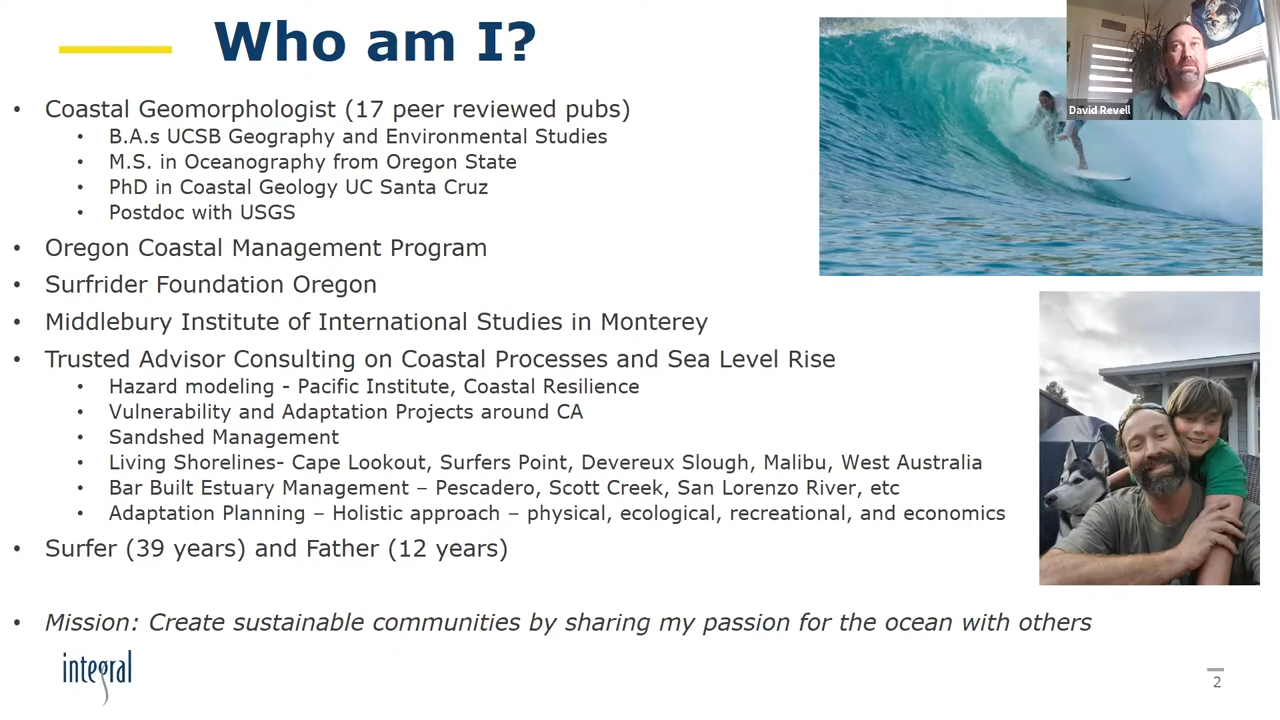 Who am I?
David Revell
• Coastal Geomorphologist (17 peer reviewed pubs)
• B.A.s UCSB Geography and Environmental Studies
• M.S. in Oceanography from Oregon State
• PhD in Coastal Geology UC Santa Cruz
• Postdoc with USGS
• Oregon Coastal Management Program
• Surfrider Foundation Oregon
• Middlebury Institute of International Studies in Monterey
• Trusted Advisor Consulting on Coastal Processes and Sea Level Rise
• Hazard modeling - Pacific Institute, Coastal Resilience
• Vulnerability and Adaptation Projects around CA
• Sandshed Management
• Living Shorelines- Cape Lookout, Surfers Point, Devereux Slough, Malibu, West Australia
• Bar Built Estuary Management – Pescadero, Scott Creek, San Lorenzo River, etc
• Adaptation Planning – Holistic approach – physical, ecological, recreational, and economics
• Surfer (39 years) and Father (12 years)
• Mission: Create sustainable communities by sharing my passion for the ocean with others
integral
2